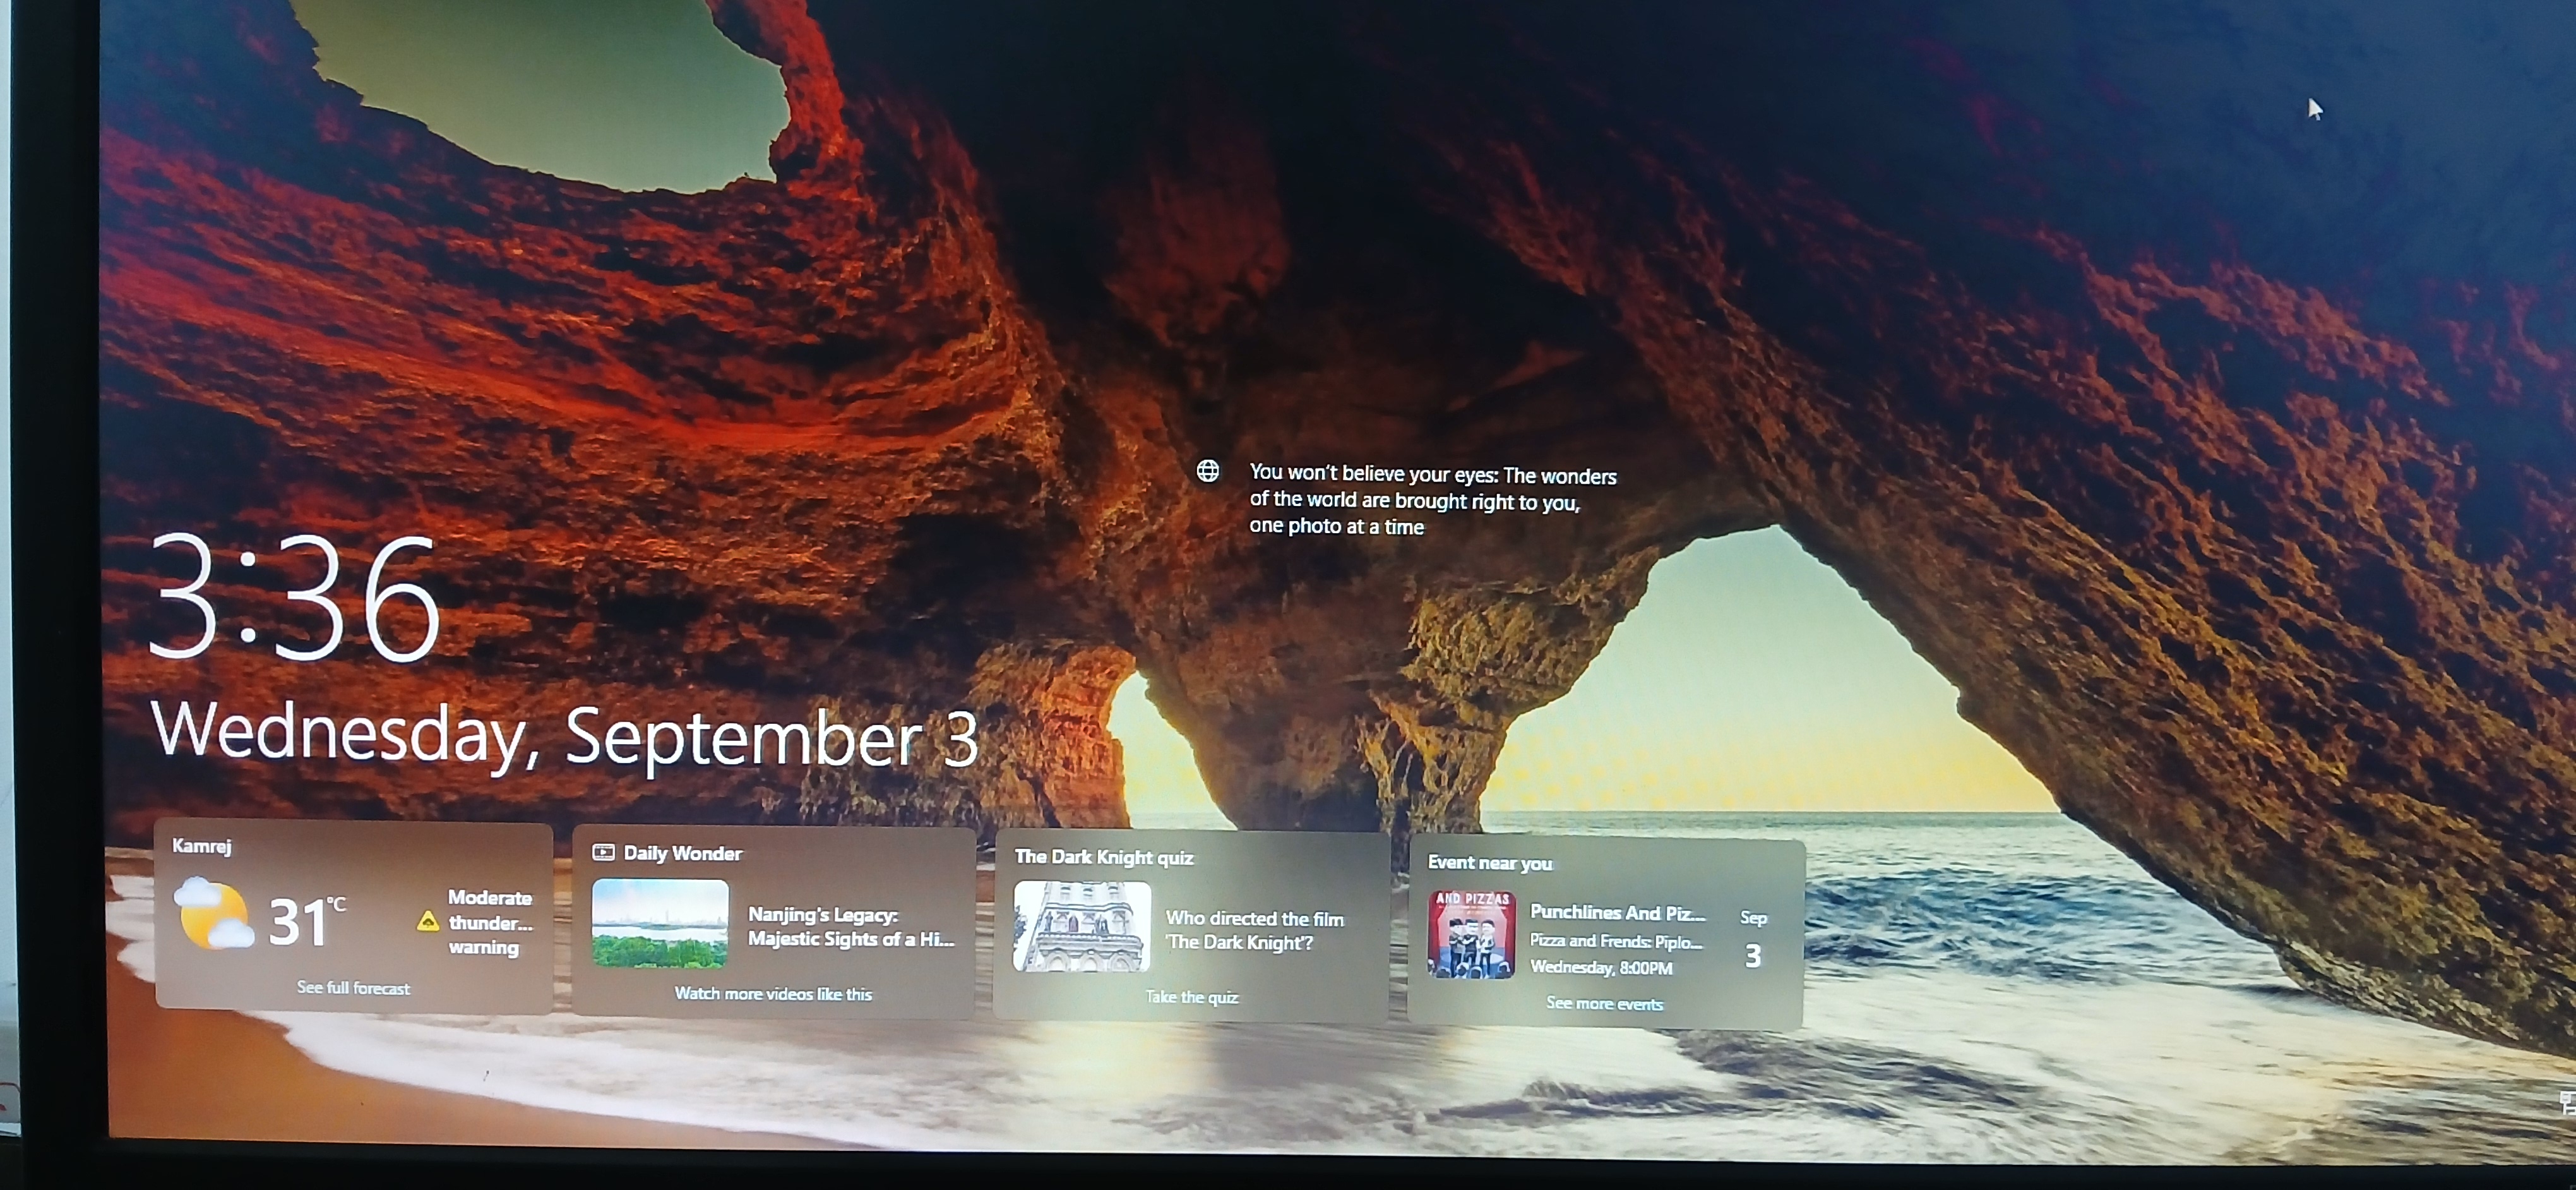 You won't believe your eyes: The wonders
of the world are brought right to you,
one photo at a time
3:36
Wednesday, September 3
Kamrej
31°C
Moderate
thunder...
warning
See full forecast
Daily Wonder
Nanjing's Legacy:
Majestic Sights of a Hi...
Watch more videos like this
The Dark Knight quiz
Who directed the film
'The Dark Knight'?
Take the quiz
Event near you
AND PIZZAS
Punchlines And Piz...
Pizza and Frends: Piplo...
Wednesday, 8:00PM
Sep
3
See more events